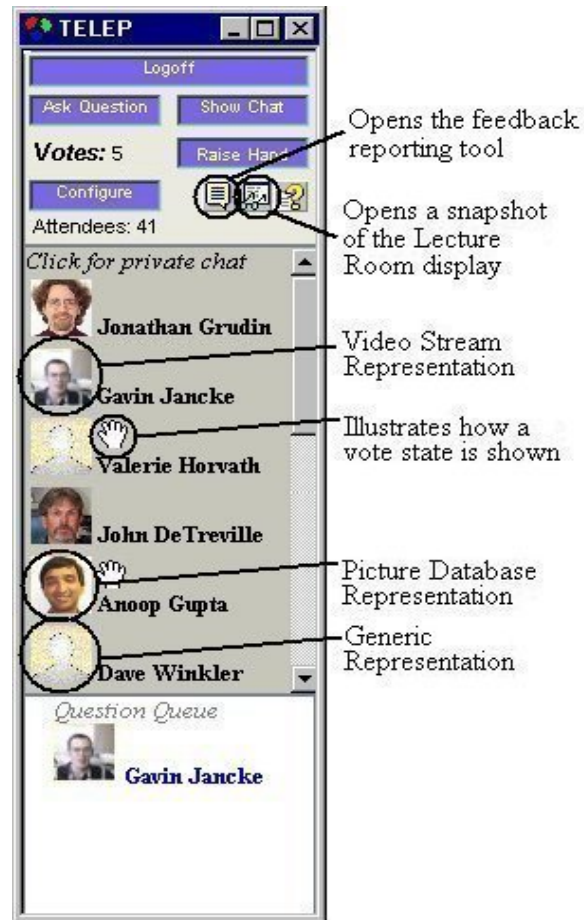 TELEP
Logoff
Ask Question Show Chat
Votes: 5 Raise Hand
Configure
Attendees: 41
Click for private chat
Jonathan Grudin
Gavin Jancke
Valerie Horvath
John DeTreville
Anoop Gupta
Dave Winkler
Question Queue
Gavin Jancke
Opens the feedback
reporting tool
Opens a snapshot
of the Lecture
Room display
Video Stream
Representation
Illustrates how a
vote state is shown
Picture Database
Representation
Generic
Representation